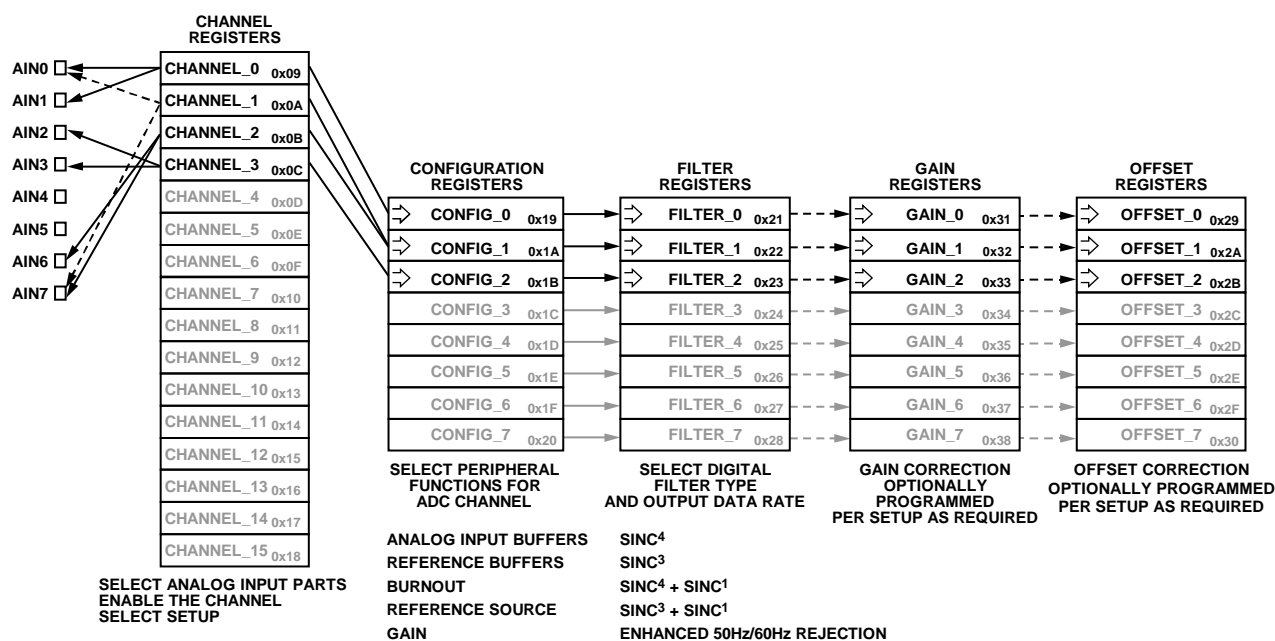 CHANNEL
REGISTERS
AIN0
AIN1
AIN2
AIN3
AIN4
AIN5
AIN6
AIN7
CHANNEL_0 0x09
CHANNEL_1 0x0A
CHANNEL_2 0x0B
CHANNEL_3 0x0C
CHANNEL_4 0x0D
CHANNEL_5 0x0E
CHANNEL_6 0x0F
CHANNEL_7 0x10
CHANNEL_8 0x11
CHANNEL_9 0x12
CHANNEL_10 0x13
CHANNEL_11 0x14
CHANNEL_12 0x15
CHANNEL_13 0x16
CHANNEL_14 0x17
CHANNEL_15 0x18
SELECT ANALOG INPUT PARTS
ENABLE THE CHANNEL
SELECT SETUP
CONFIGURATION
REGISTERS
CONFIG_0 0x19
CONFIG_1 0x1A
CONFIG_2 0x1B
CONFIG_3 0x1C
CONFIG_4 0x1D
CONFIG_5 0x1E
CONFIG_6 0x1F
CONFIG_7 0x20
SELECT PERIPHERAL
FUNCTIONS FOR
ADC CHANNEL
ANALOG INPUT BUFFERS
REFERENCE BUFFERS
BURNOUT
REFERENCE SOURCE
GAIN
FILTER
REGISTERS
FILTER_0 0x21
FILTER_1 0x22
FILTER_2 0x23
FILTER_3 0x24
FILTER_4 0x25
FILTER_5 0x26
FILTER_6 0x27
FILTER_7 0x28
SELECT DIGITAL
FILTER TYPE
AND OUTPUT DATA RATE
SINC⁴
SINC³
SINC⁴ + SINC¹
SINC³ + SINC¹
ENHANCED 50Hz/60Hz REJECTION
GAIN
REGISTERS
GAIN_0 0x31
GAIN_1 0x32
GAIN_2 0x33
GAIN_3 0x34
GAIN_4 0x35
GAIN_5 0x36
GAIN_6 0x37
GAIN_7 0x38
GAIN CORRECTION
OPTIONALLY
PROGRAMMED
PER SETUP AS REQUIRED
OFFSET
REGISTERS
OFFSET_0 0x29
OFFSET_1 0x2A
OFFSET_2 0x2B
OFFSET_3 0x2C
OFFSET_4 0x2D
OFFSET_5 0x2E
OFFSET_6 0x2F
OFFSET_7 0x30
OFFSET CORRECTION
OPTIONALLY PROGRAMMED
PER SETUP AS REQUIRED